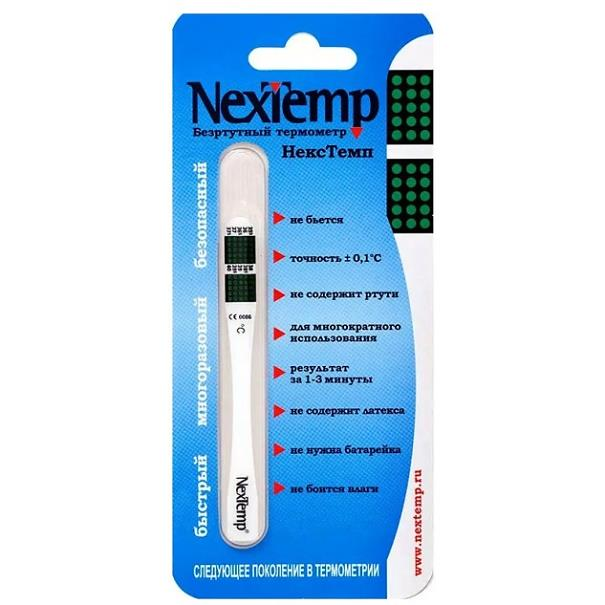 NexTemp
Безртутный термометр
НексТемп
безопасный
многоразовый
быстрый
не бьется
точность ± 0,1°C
не содержит ртути
для многократного
использования
результат
за 1-3 минуты
не содержит латекса
не нужна батарейка
не боится влаги
CE 0086
°C
NexTemp®
www.nextemp.ru
СЛЕДУЮЩЕЕ ПОКОЛЕНИЕ В ТЕРМОМЕТРИИ